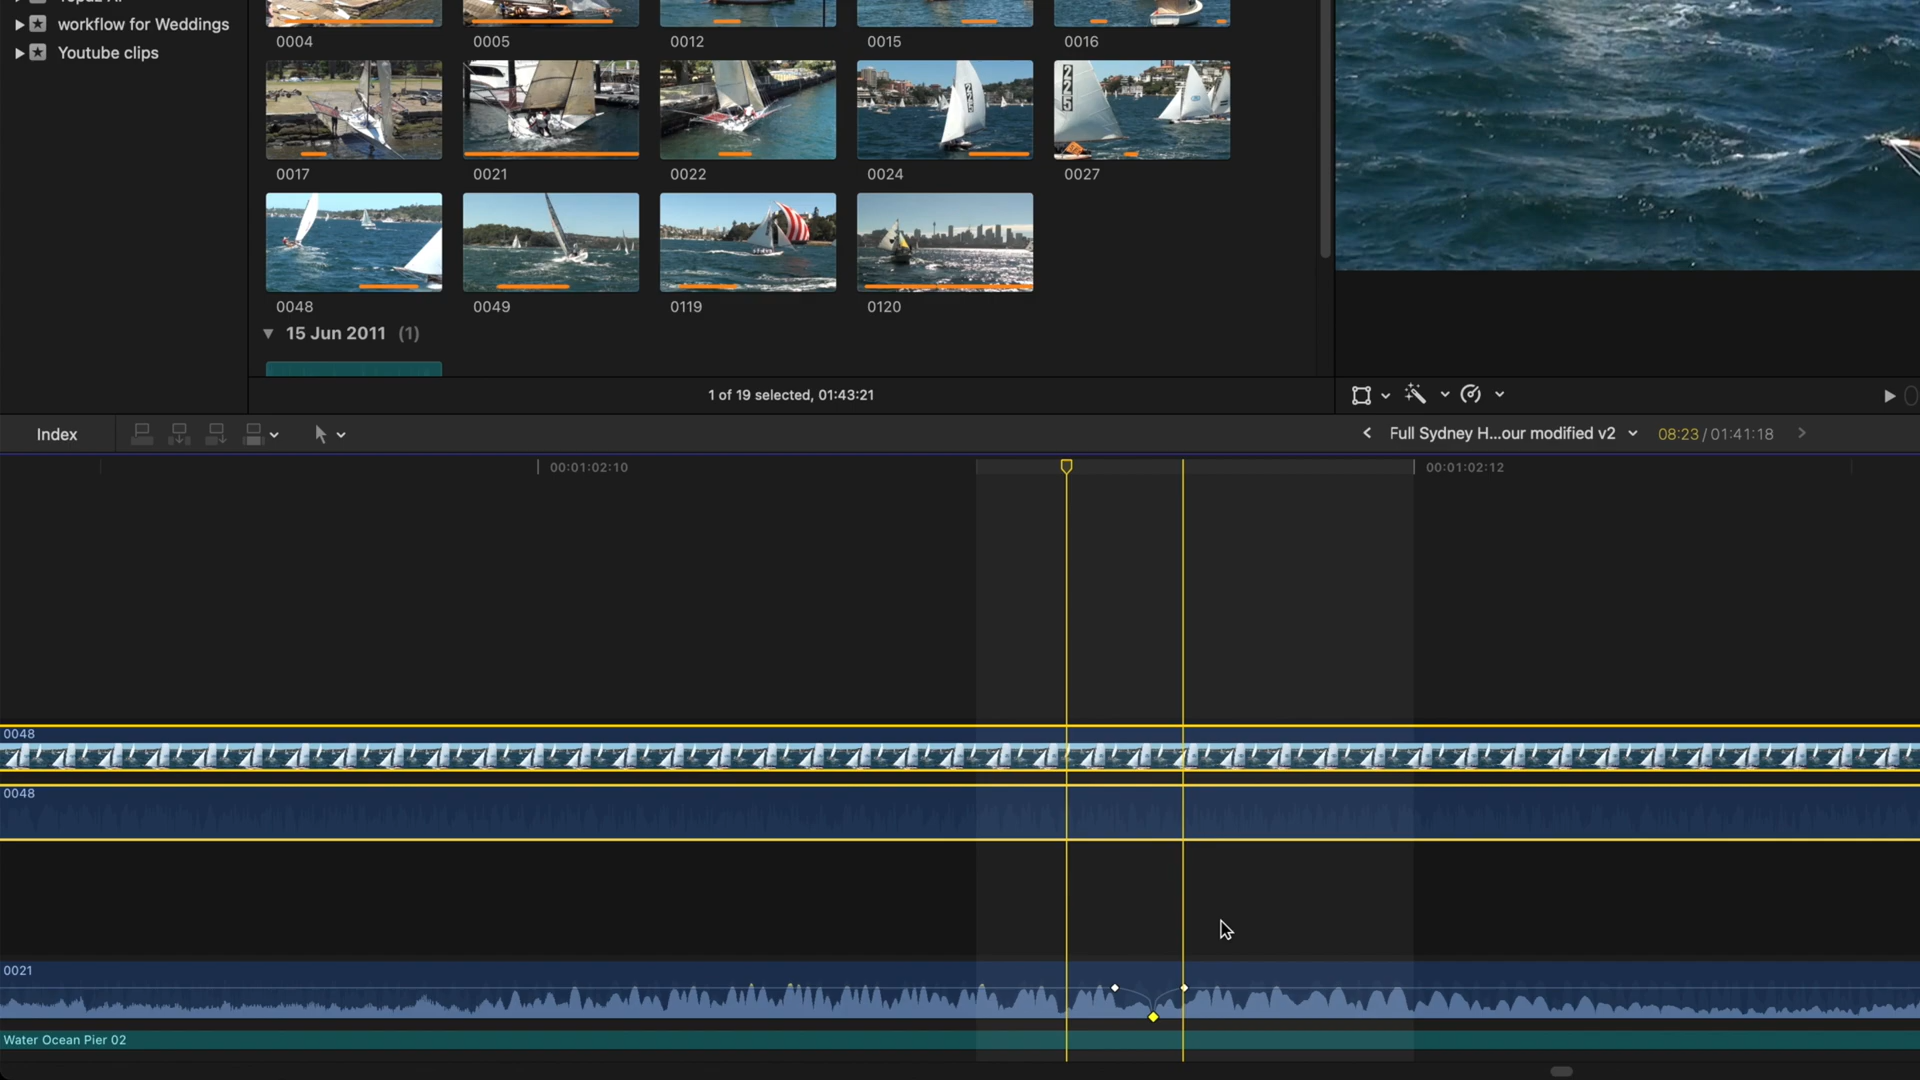 workflow for Weddings
Youtube clips
0004
0005
0012
0015
0016
0017
0021
0022
0024
0027
0048
0049
0119
0120
15 Jun 2011 (1)
1 of 19 selected, 01:43:21
Index
Full Sydney H...our modified v2
08:23 / 01:41:18
00:01:02:10
00:01:02:12
0048
0048
0021
Water Ocean Pier 02